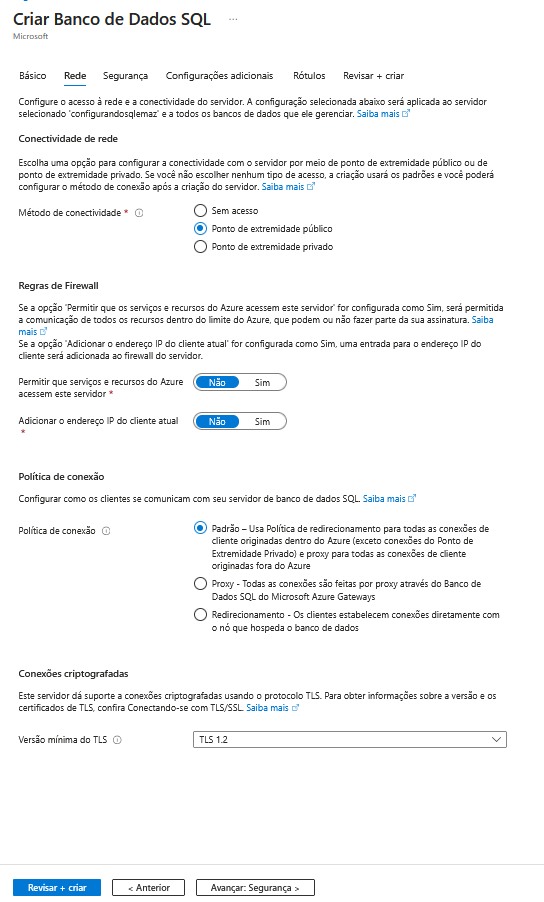 Criar Banco de Dados SQL ...
Microsoft
Básico Rede Segurança Configurações adicionais Rótulos Revisar + criar
Configure o acesso à rede e a conectividade do servidor. A configuração selecionada abaixo será aplicada ao servidor
selecionado 'configurandosqlemaz' e a todos os bancos de dados que ele gerenciar. Saiba mais
Conectividade de rede
Escolha uma opção para configurar a conectividade com o servidor por meio de ponto de extremidade público ou de
ponto de extremidade privado. Se você não escolher nenhum tipo de acesso, a criação usará os padrões e você poderá
configurar o método de conexão após a criação do servidor. Saiba mais
Método de conectividade *
Sem acesso
Ponto de extremidade público
Ponto de extremidade privado
Regras de Firewall
Se a opção 'Permitir que os serviços e recursos do Azure acessem este servidor' for configurada como Sim, será permitida
a comunicação de todos os recursos dentro do limite do Azure, que podem ou não fazer parte da sua assinatura. Saiba
mais
Se a opção 'Adicionar o endereço IP do cliente atual' for configurada como Sim, uma entrada para o endereço IP do
cliente será adicionada ao firewall do servidor.
Permitir que serviços e recursos do Azure
acessem este servidor *
Não Sim
Adicionar o endereço IP do cliente atual
*
Não Sim
Política de conexão
Configurar como os clientes se comunicam com seu servidor de banco de dados SQL. Saiba mais
Política de conexão
Padrão – Usa Política de redirecionamento para todas as conexões de
cliente originadas dentro do Azure (exceto conexões do Ponto de
Extremidade Privado) e proxy para todas as conexões de cliente
originadas fora do Azure
Proxy - Todas as conexões são feitas por proxy através do Banco de
Dados SQL do Microsoft Azure Gateways
Redirecionamento - Os clientes estabelecem conexões diretamente com
o nó que hospeda o banco de dados
Conexões criptografadas
Este servidor dá suporte a conexões criptografadas usando o protocolo TLS. Para obter informações sobre a versão e os
certificados de TLS, confira Conectando-se com TLS/SSL. Saiba mais
Versão mínima do TLS
TLS 1.2
Revisar + criar
< Anterior
Avançar: Segurança >